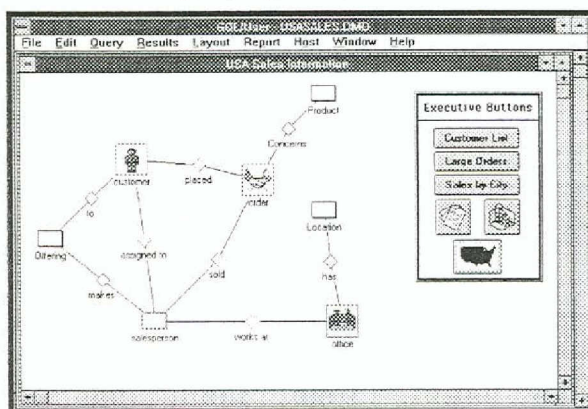 File Edit Query Results Layout Report Host Window Help
USA Sales Information
Product
Executive Buttons
Concerns
Customer List
customer
placed
Large Orders
order
Sales by City
to
Location
Offering
assigned to
sold
has
makes
salesperson
works at
office